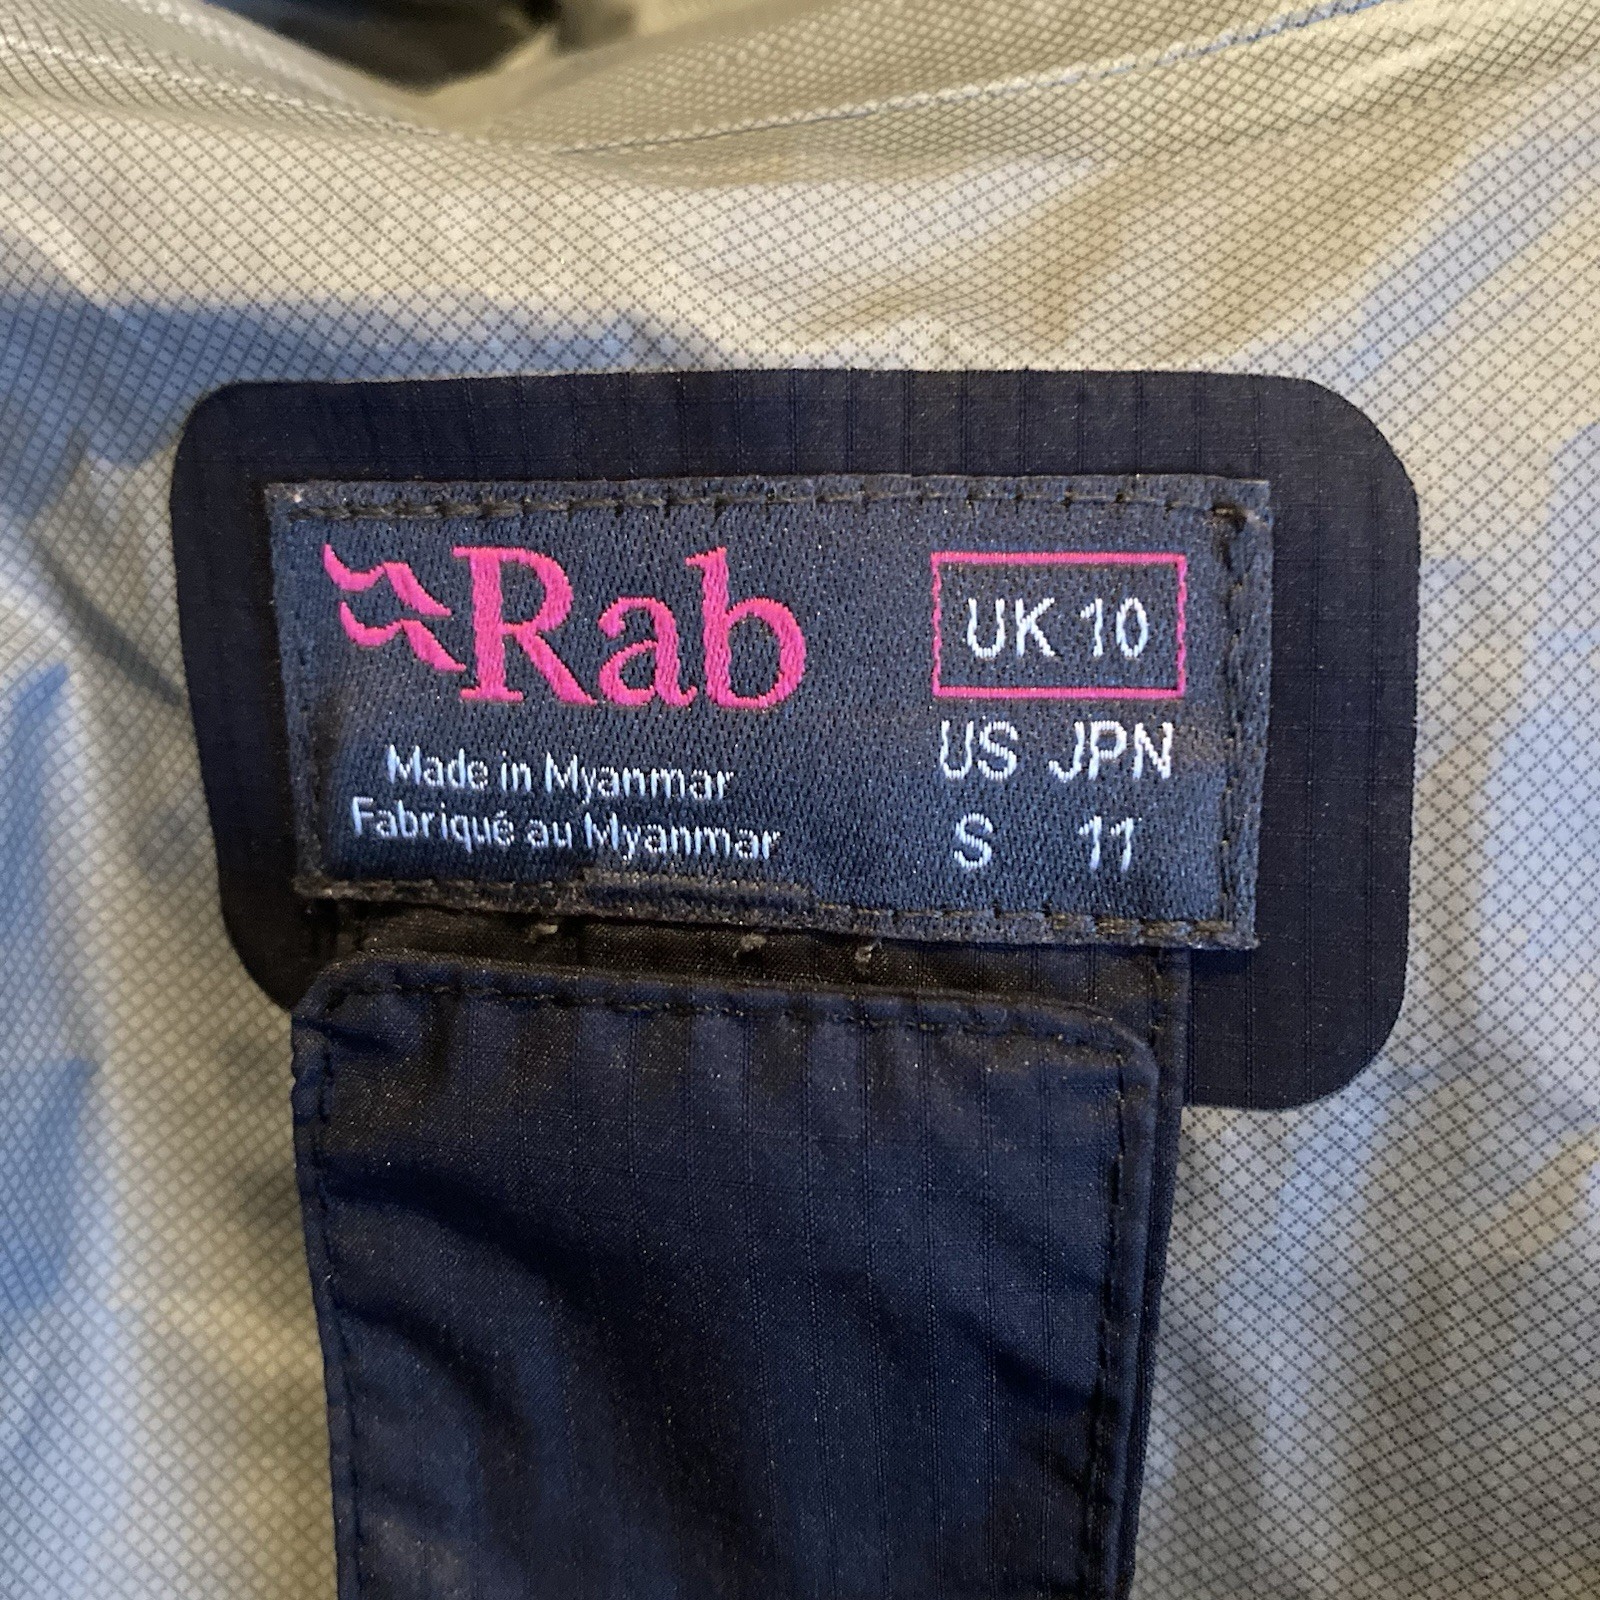 Rab
Made in Myanmar
Fabriqué au Myanmar
UK 10
US JPN
S 11